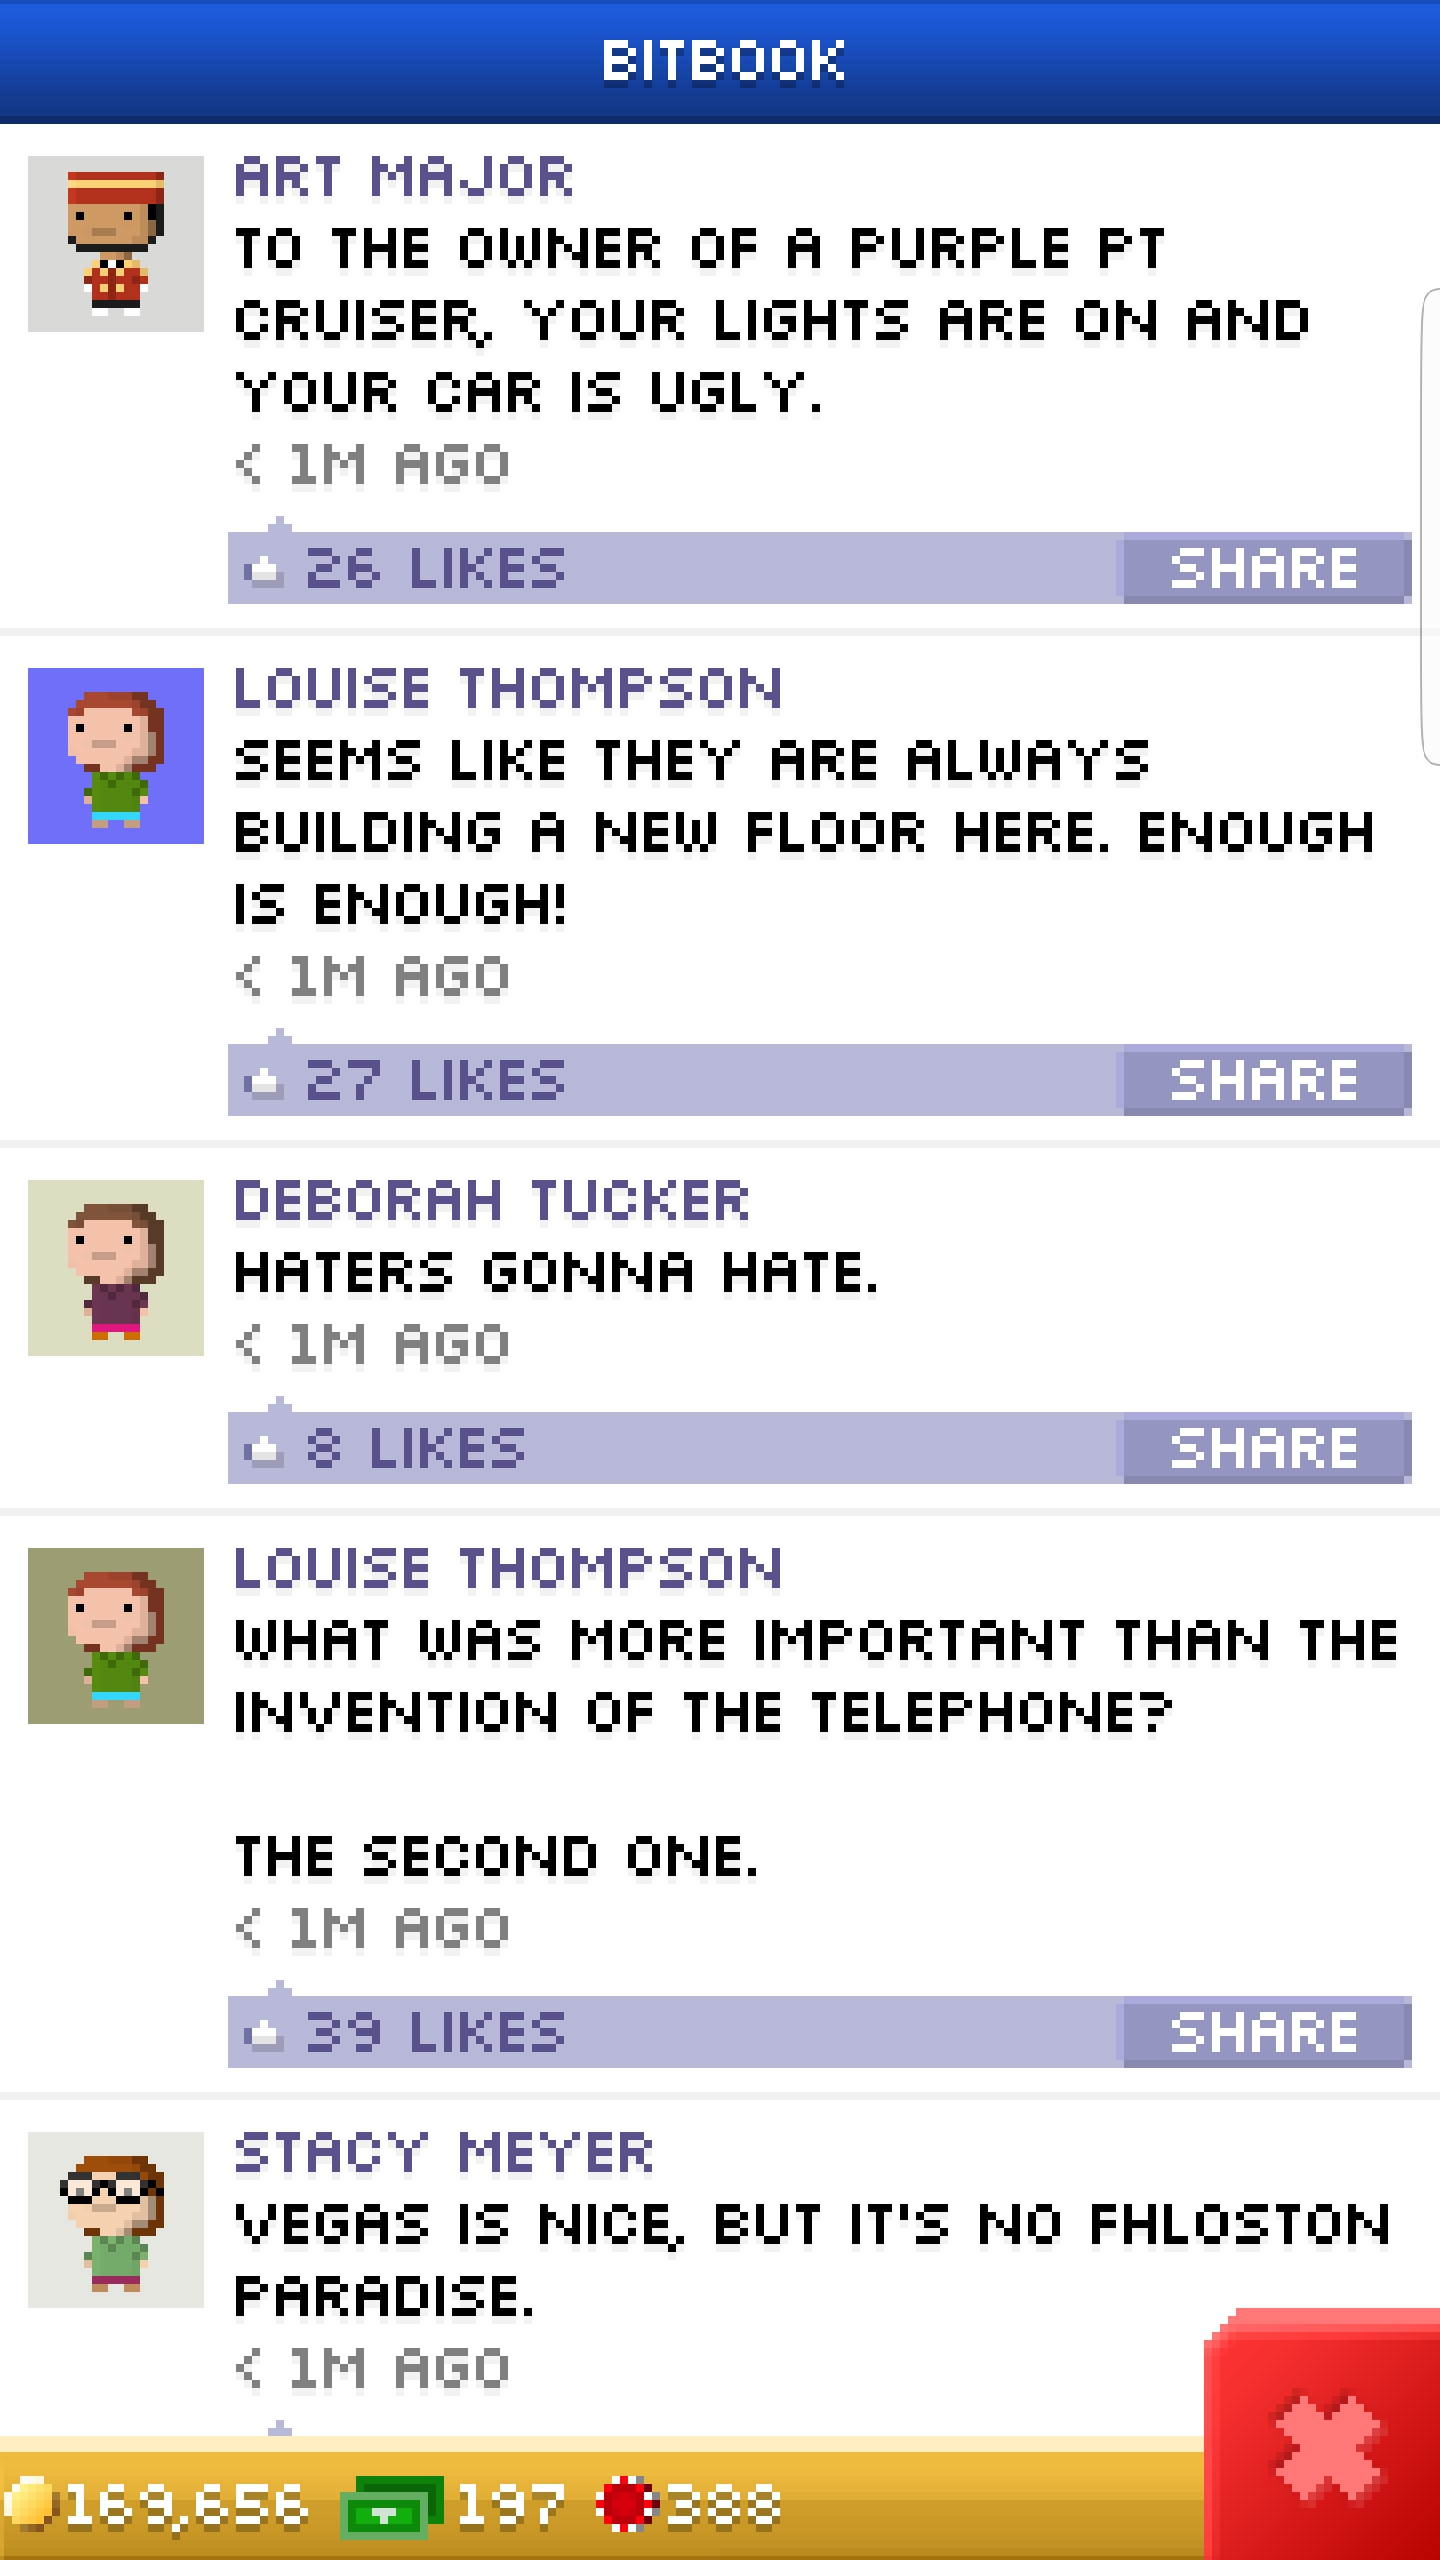 BITBOOK
ART MAJOR
TO THE OWNER OF A PURPLE PT
CRUISER, YOUR LIGHTS ARE ON AND
YOUR CAR IS UGLY.
< 1M AGO
26 LIKES SHARE
LOUISE THOMPSON
SEEMS LIKE THEY ARE ALWAYS
BUILDING A NEW FLOOR HERE. ENOUGH
IS ENOUGH!
< 1M AGO
27 LIKES SHARE
DEBORAH TUCKER
HATERS GONNA HATE.
< 1M AGO
8 LIKES SHARE
LOUISE THOMPSON
WHAT WAS MORE IMPORTANT THAN THE
INVENTION OF THE TELEPHONE?
THE SECOND ONE.
< 1M AGO
39 LIKES SHARE
STACY MEYER
VEGAS IS NICE, BUT IT'S NO FHLOSTON
PARADISE.
< 1M AGO
169,656 197 388